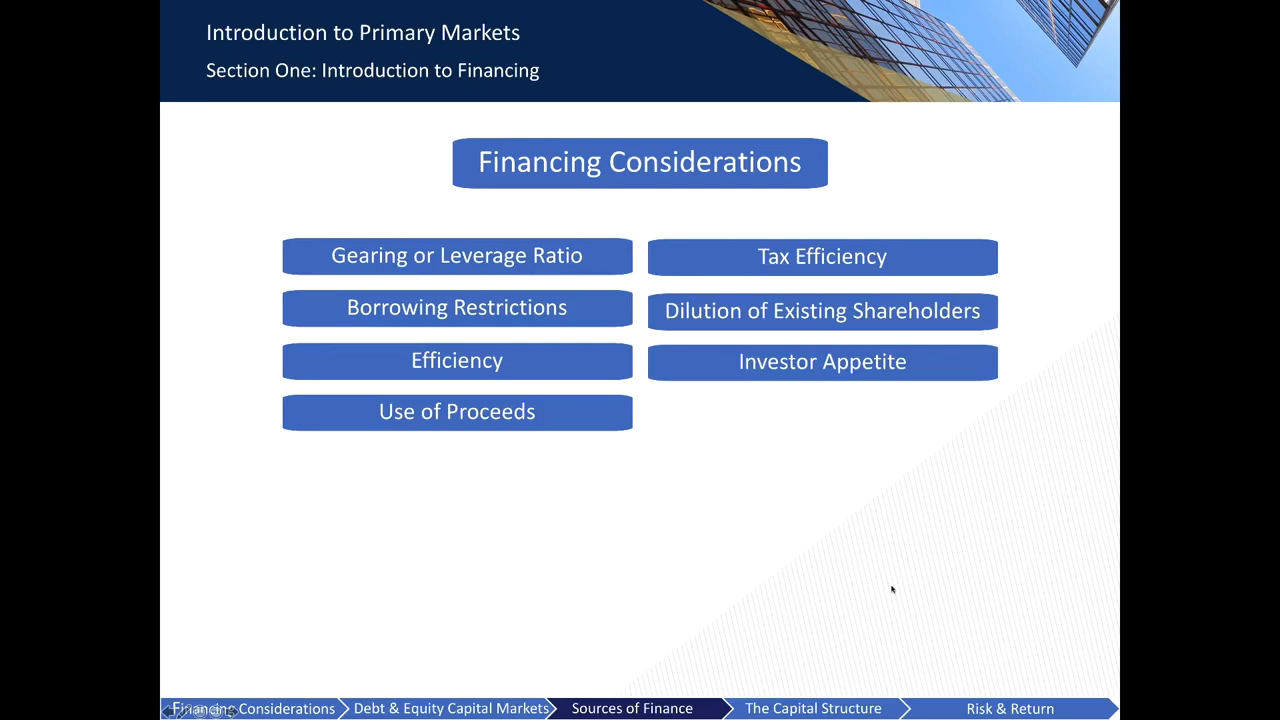 Introduction to Primary Markets
Section One: Introduction to Financing
Financing Considerations
Gearing or Leverage Ratio
Tax Efficiency
Borrowing Restrictions
Dilution of Existing Shareholders
Efficiency
Investor Appetite
Use of Proceeds
Financing Considerations
Debt & Equity Capital Markets
Sources of Finance
The Capital Structure
Risk & Return